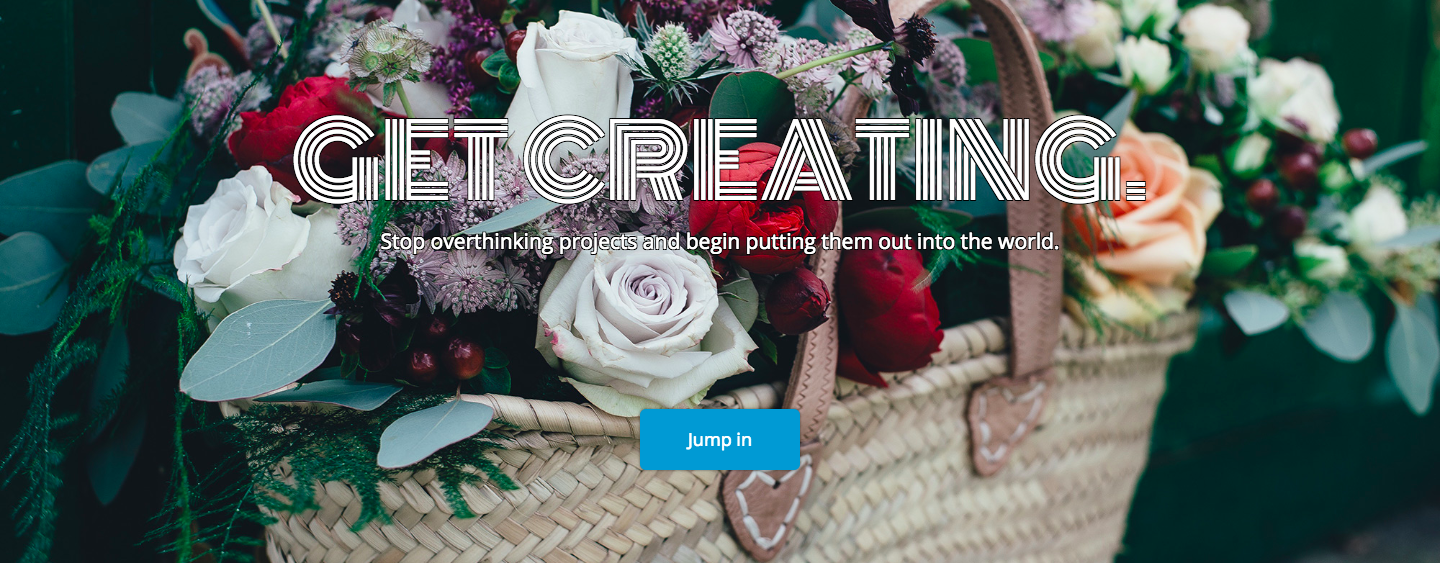 GET CREATING.
Stop overthinking projects and begin putting them out into the world.
Jump in